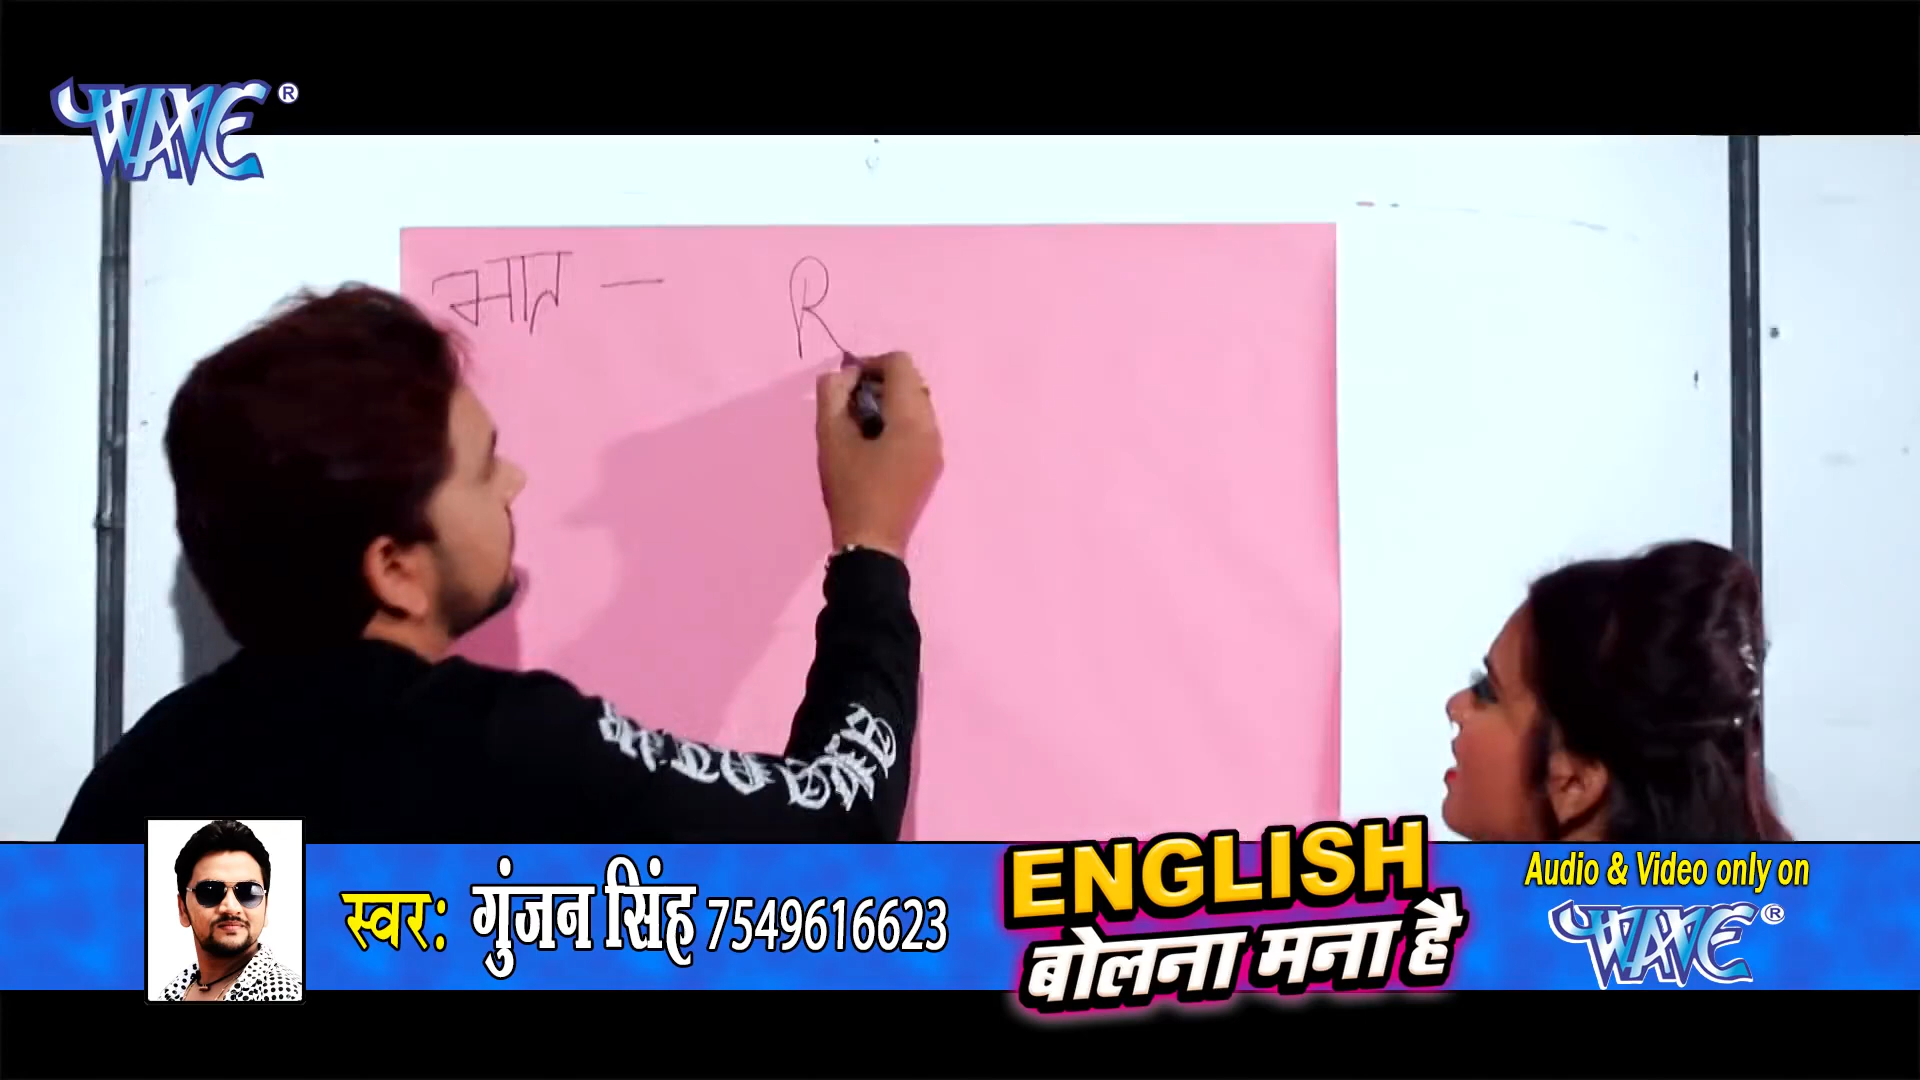 WAVE®
भात — R
स्वर: गुंजन सिंह 7549616623
ENGLISH
बोलना मना है
Audio & Video only on
WAVE®